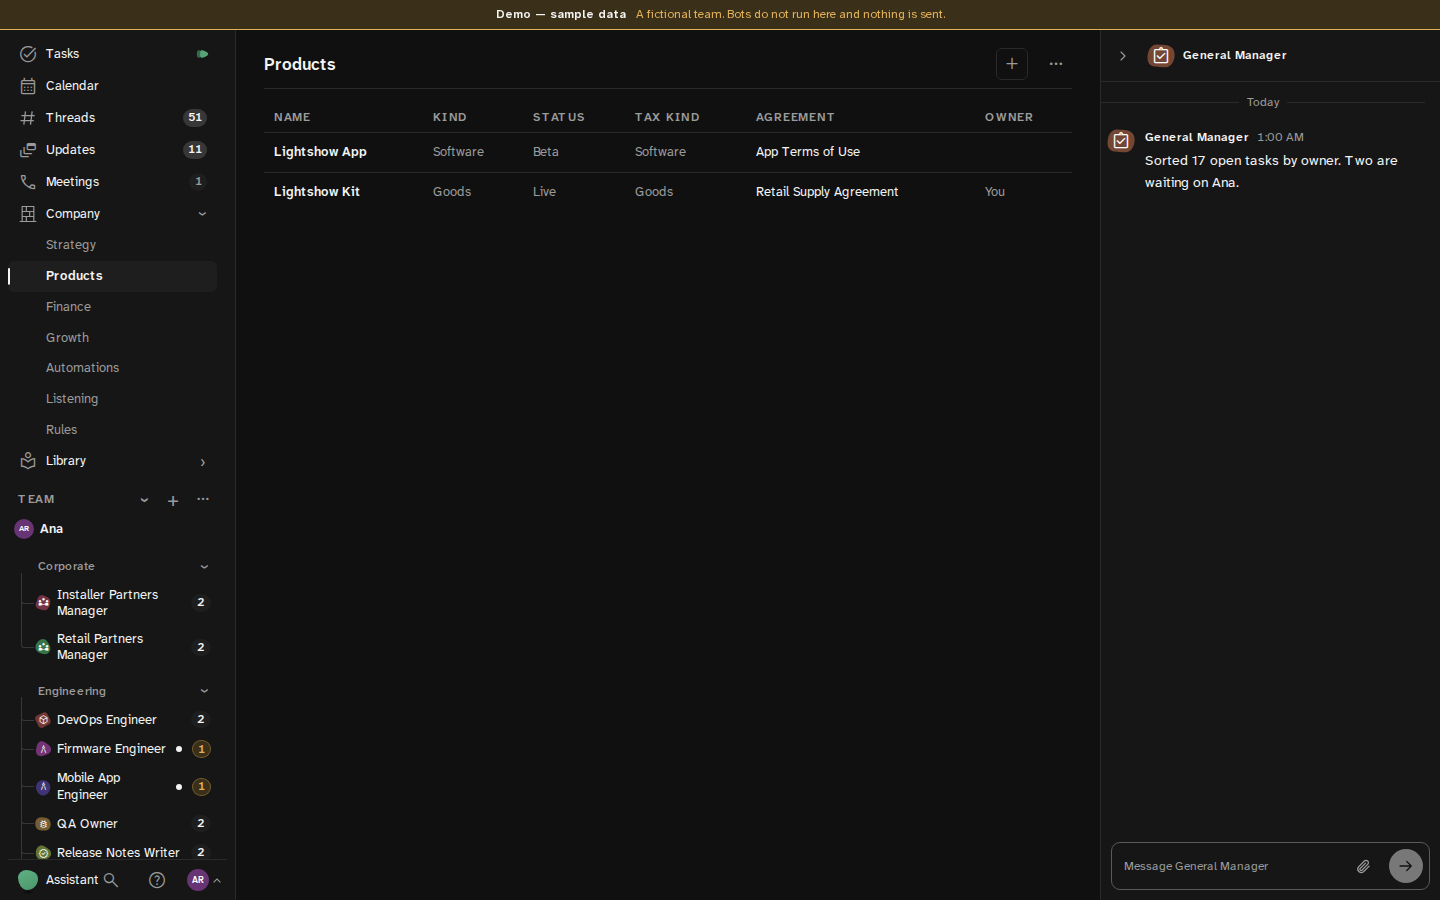 Demo — sample data A fictional team. Bots do not run here and nothing is sent.
Tasks
Calendar
Threads 51
Updates 11
Meetings 1
Company
Strategy
Products
Finance
Growth
Automations
Listening
Rules
Library
TEAM
AR Ana
Corporate
Installer Partners
Manager 2
Retail Partners
Manager 2
Engineering
DevOps Engineer 2
Firmware Engineer 1
Mobile App
Engineer 1
QA Owner 2
Release Notes Writer 2
Assistant AR
Products
NAME KIND STATUS TAX KIND AGREEMENT OWNER
Lightshow App Software Beta Software App Terms of Use
Lightshow Kit Goods Live Goods Retail Supply Agreement You
General Manager
Today
General Manager 1:00 AM
Sorted 17 open tasks by owner. Two are
waiting on Ana.
Message General Manager